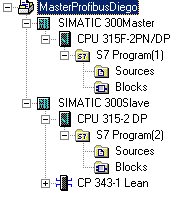 MasterProfibusDiego
SIMATIC 300Master
CPU 315F-2PN/DP
S7 Program(1)
Sources
Blocks
SIMATIC 300Slave
CPU 315-2 DP
S7 Program(2)
Sources
Blocks
CP 343-1 Lean